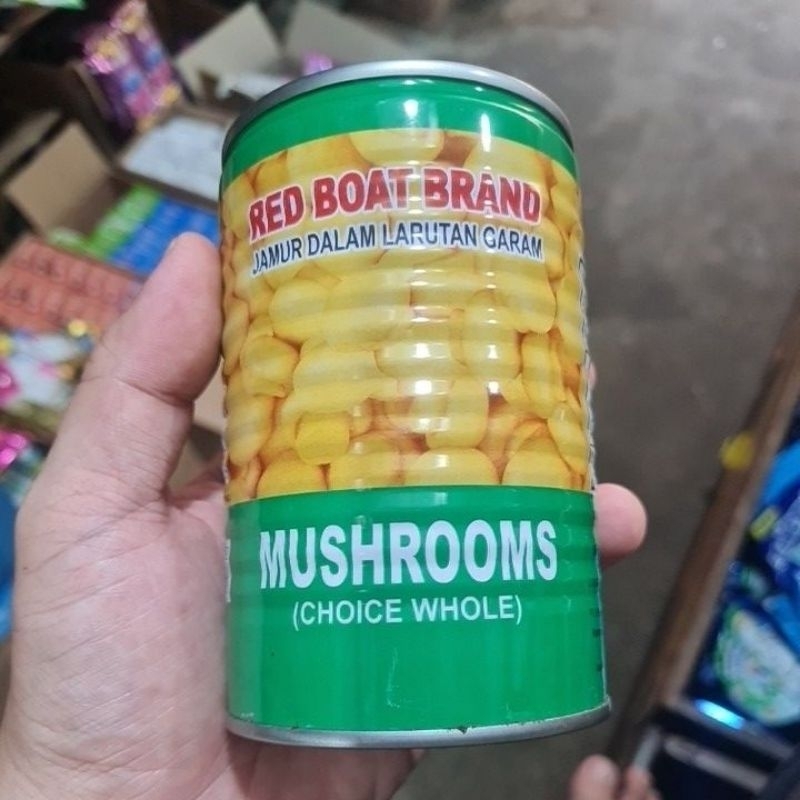 RED BOAT BRAND
JAMUR DALAM LARUTAN GARAM
MUSHROOMS
(CHOICE WHOLE)